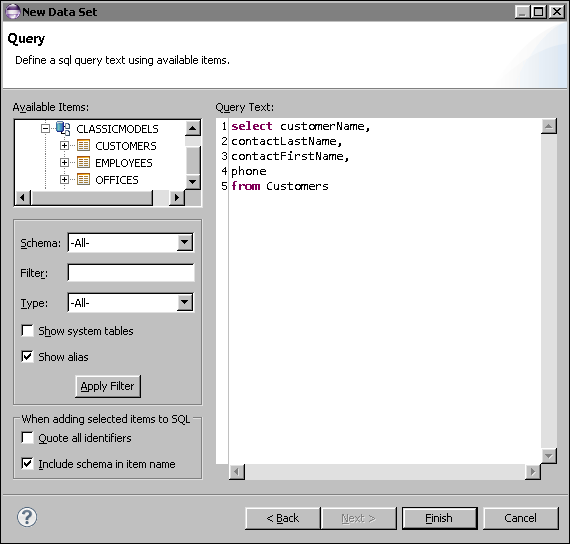 New Data Set
Query
Define a sql query text using available items.
Available Items:
CLASSICMODELS
CUSTOMERS
EMPLOYEES
OFFICES
Schema:
-All-
Filter:
Type:
-All-
Show system tables
Show alias
Apply Filter
When adding selected items to SQL
Quote all identifiers
Include schema in item name
Query Text:
1 select customerName,
2 contactLastName,
3 contactFirstName,
4 phone
5 from Customers
?
< Back
Next >
Finish
Cancel